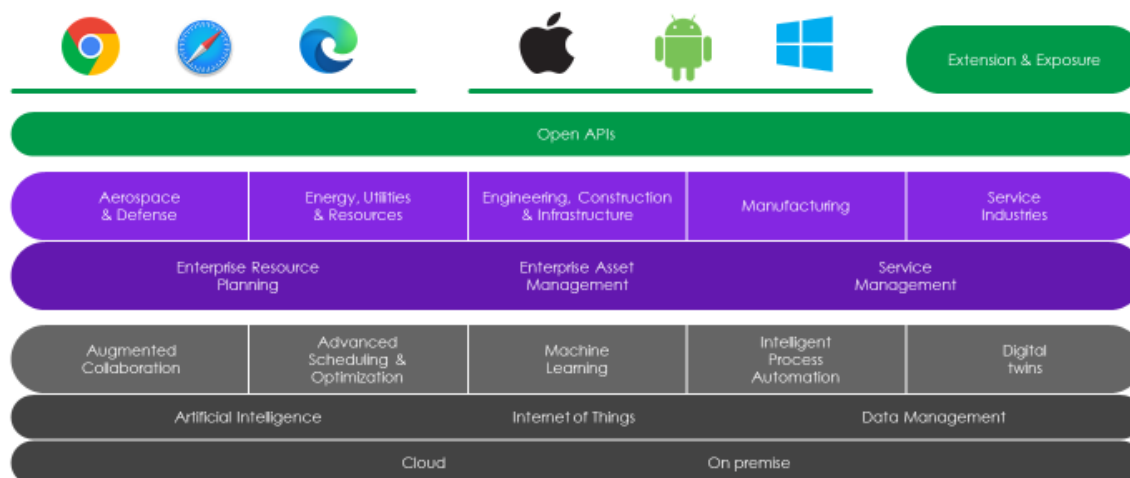 Extension & Exposure
Open APIs
Aerospace
& Defense
Energy, Utilities
& Resources
Engineering, Construction
& Infrastructure
Manufacturing
Service
Industries
Enterprise Resource
Planning
Enterprise Asset
Management
Service
Management
Augmented
Collaboration
Advanced
Scheduling &
Optimization
Machine
Learning
Intelligent
Process
Automation
Digital
twins
Artificial Intelligence
Internet of Things
Data Management
Cloud
On premise